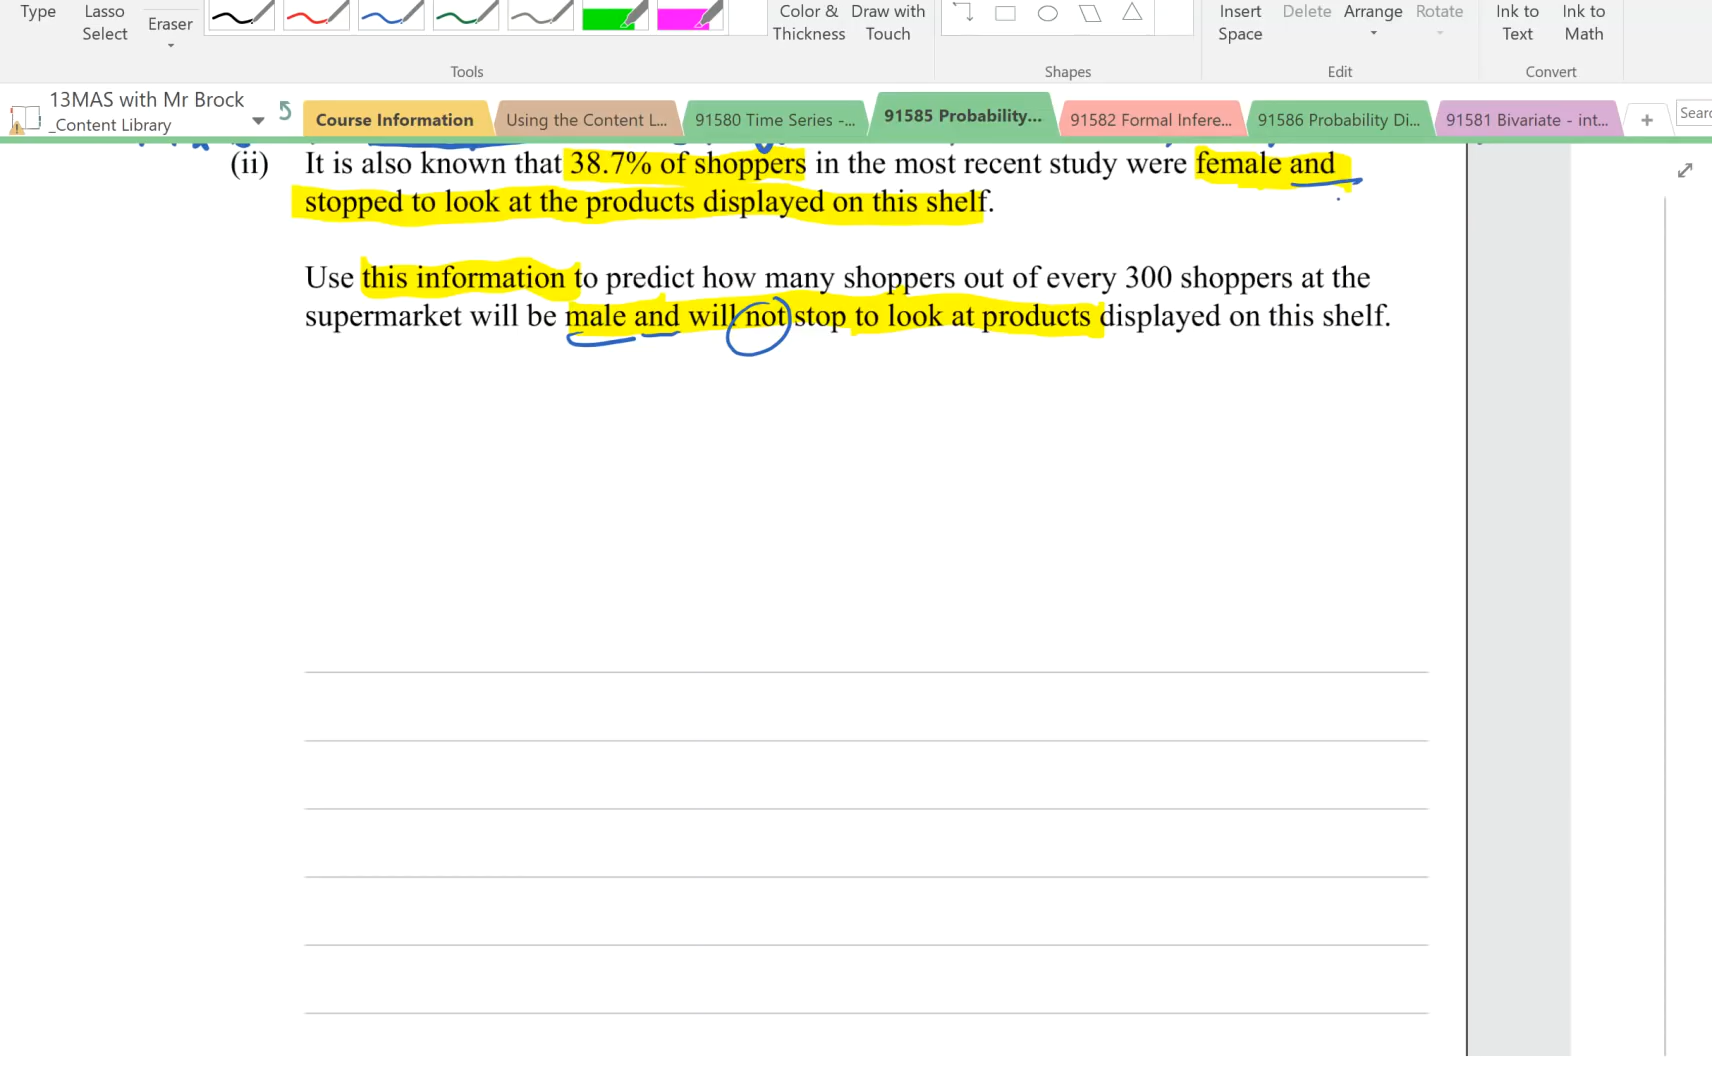 Type
Lasso
Select
Eraser
Color &
Thickness
Draw with
Touch
Insert
Space
Delete
Arrange
Rotate
Ink to
Text
Ink to
Math
Tools
Shapes
Edit
Convert
13MAS with Mr Brock
_Content Library
Course Information
Using the Content L...
91580 Time Series -...
91585 Probability...
91582 Formal Infere...
91586 Probability Di...
91581 Bivariate - int...
+
Searc
(ii) It is also known that 38.7% of shoppers in the most recent study were female and
stopped to look at the products displayed on this shelf.
Use this information to predict how many shoppers out of every 300 shoppers at the
supermarket will be male and will not stop to look at products displayed on this shelf.